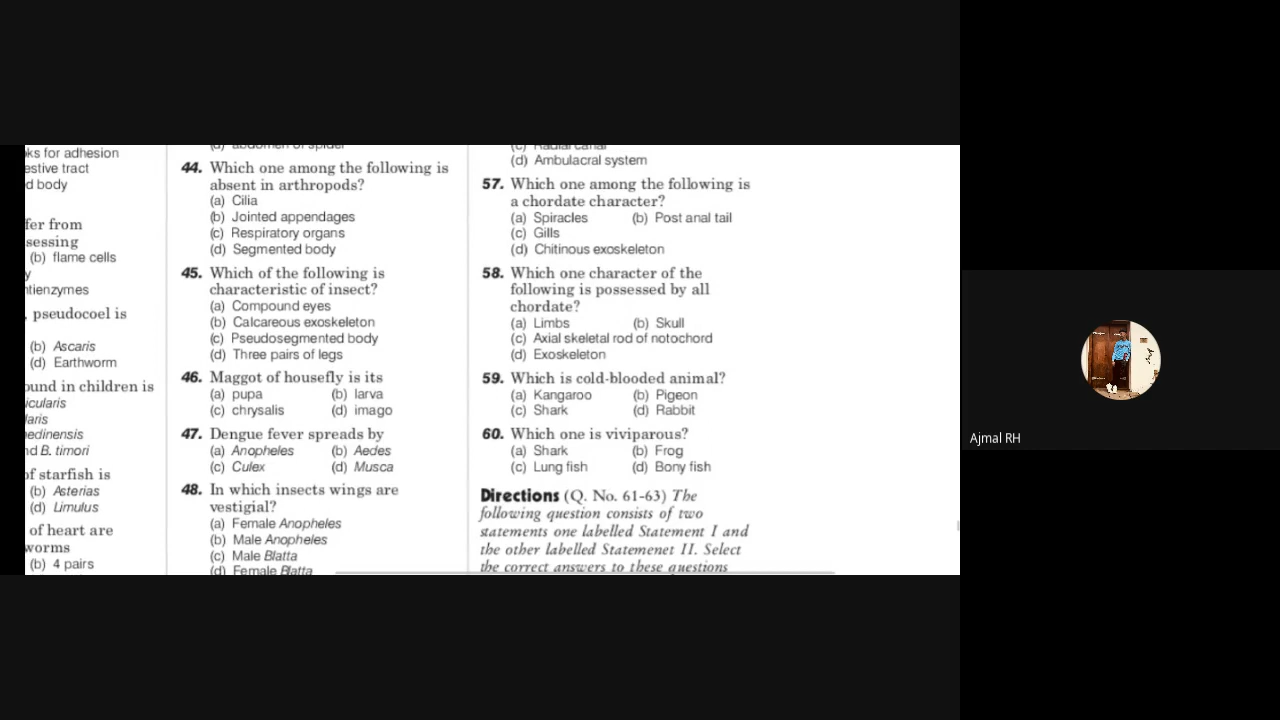 ks for adhesion
estive tract
d body
fer from
sessing
(b) flame cells
y
ntienzymes
, pseudocoel is
(b) Ascaris
(d) Earthworm
ound in children is
icularis
laris
edinensis
nd B. timori
of starfish is
(b) Asterias
(d) Limulus
of heart are
worms
(b) 4 pairs
(d) abdomen of spider
44. Which one among the following is
absent in arthropods?
(a) Cilia
(b) Jointed appendages
(c) Respiratory organs
(d) Segmented body
45. Which of the following is
characteristic of insect?
(a) Compound eyes
(b) Calcareous exoskeleton
(c) Pseudosegmented body
(d) Three pairs of legs
46. Maggot of housefly is its
(a) pupa (b) larva
(c) chrysalis (d) imago
47. Dengue fever spreads by
(a) Anopheles (b) Aedes
(c) Culex (d) Musca
48. In which insects wings are
vestigial?
(a) Female Anopheles
(b) Male Anopheles
(c) Male Blatta
(d) Female Blatta
(c) Radial canal
(d) Ambulacral system
57. Which one among the following is
a chordate character?
(a) Spiracles (b) Post anal tail
(c) Gills
(d) Chitinous exoskeleton
58. Which one character of the
following is possessed by all
chordate?
(a) Limbs (b) Skull
(c) Axial skeletal rod of notochord
(d) Exoskeleton
59. Which is cold-blooded animal?
(a) Kangaroo (b) Pigeon
(c) Shark (d) Rabbit
60. Which one is viviparous?
(a) Shark (b) Frog
(c) Lung fish (d) Bony fish
Directions (Q. No. 61-63) The
following question consists of two
statements one labelled Statement I and
the other labelled Statemenet II. Select
the correct answers to these questions
Ajmal RH